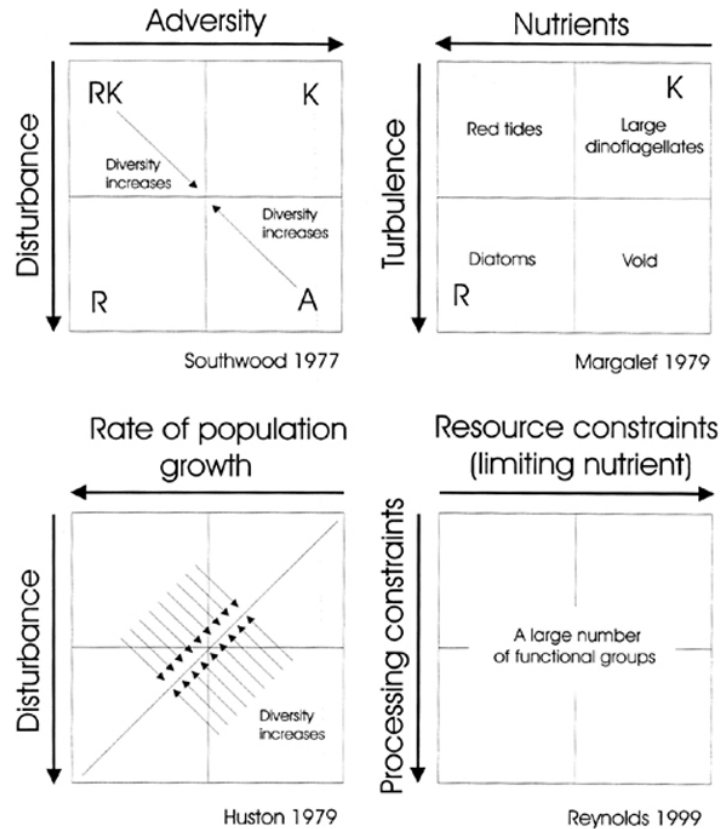 Adversity
Disturbance
RK
K
Diversity
increases
Diversity
increases
R
A
Southwood 1977
Nutrients
Turbulence
K
Red tides
Large
dinoflagellates
Diatoms
Void
R
Margalef 1979
Rate of population
growth
Disturbance
Diversity
increases
Huston 1979
Resource constraints
(limiting nutrient)
Processing constraints
A large number
of functional groups
Reynolds 1999